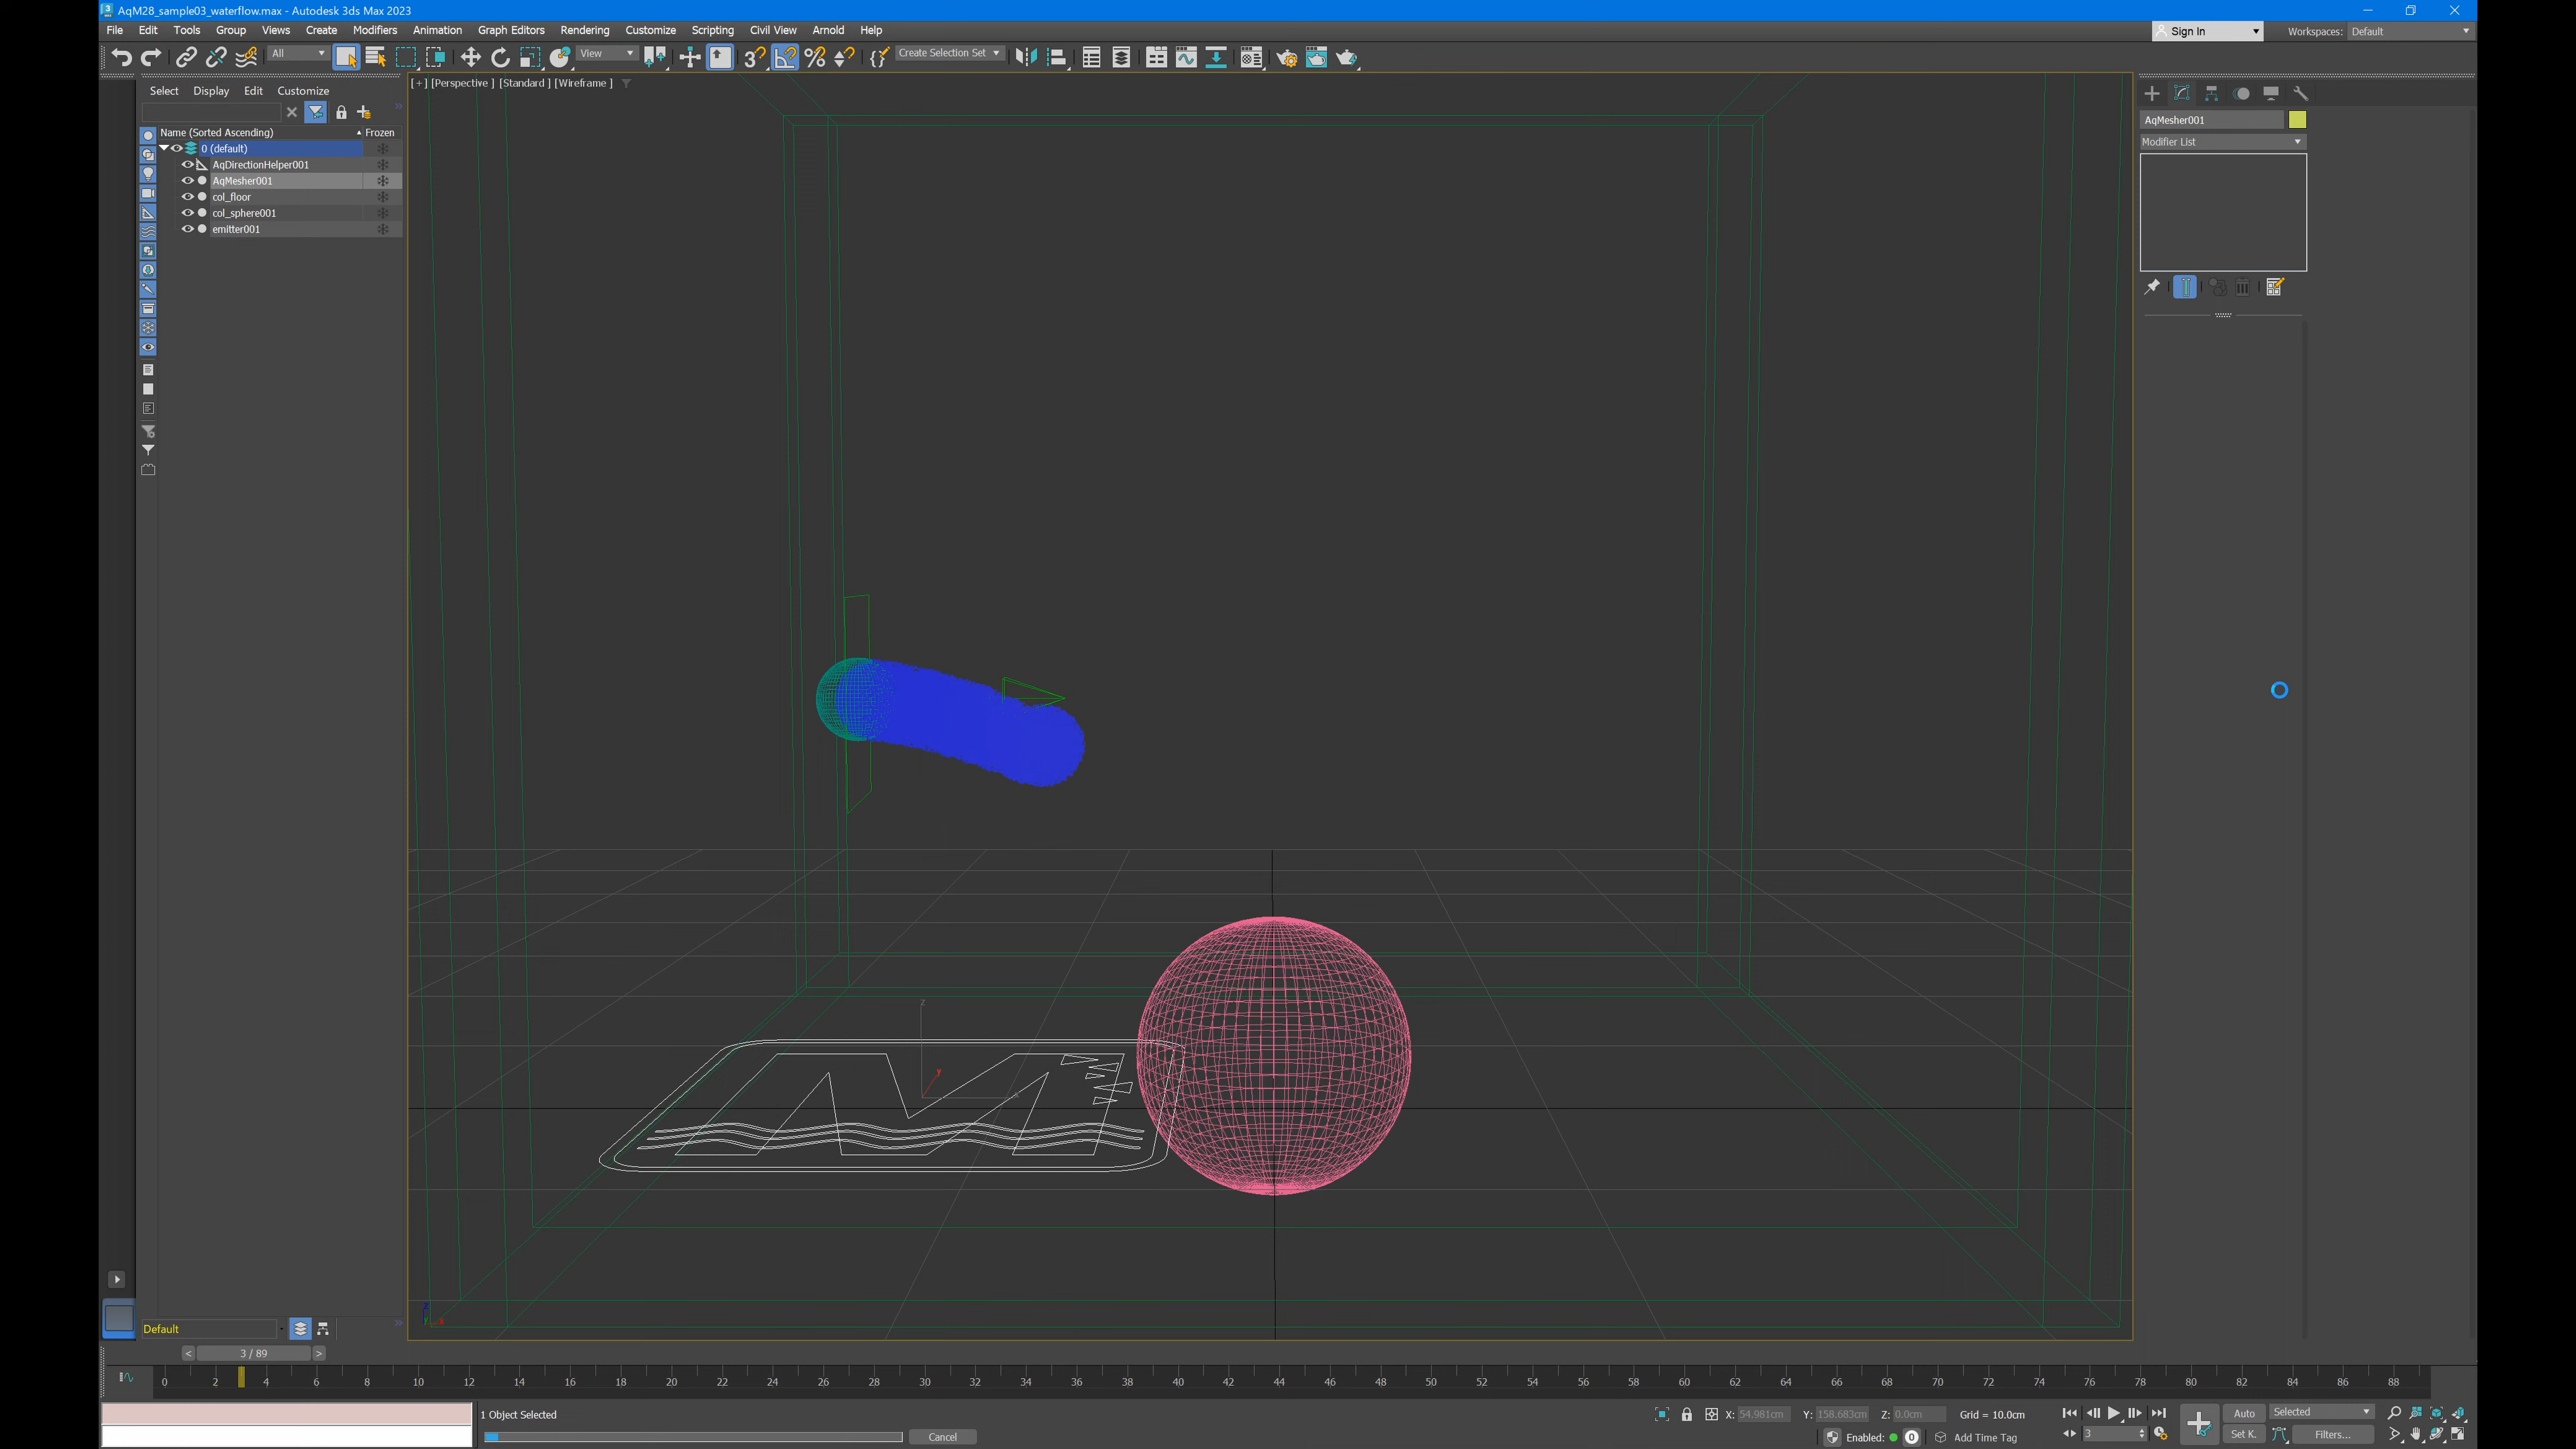 AqM28_sample03_waterflow.max - Autodesk 3ds Max 2023
File Edit Tools Group Views Create Modifiers Animation Graph Editors Rendering Customize Scripting Civil View Arnold Help
Sign In
Workspaces: Default
All
View
Create Selection Set
Select Display Edit Customize
[+] [Perspective ] [Standard ] [Wireframe ]
Name (Sorted Ascending) Frozen
0 (default)
AqDirectionHelper001
AqMesher001
col_floor
col_sphere001
emitter001
AqMesher001
Modifier List
z
y
x
Default
< 3 / 89 >
0 2 4 6 8 10 12 14 16 18 20 22 24 26 28 30 32 34 36 38 40 42 44 46 48 50 52 54 56 58 60 62 64 66 68 70 72 74 76 78 80 82 84 86 88
1 Object Selected
X: 54.981cm Y: 158.683cm Z: 0.0cm Grid = 10.0cm
Auto Selected
Cancel
Enabled: 0 Add Time Tag
3
Set K. Filters...